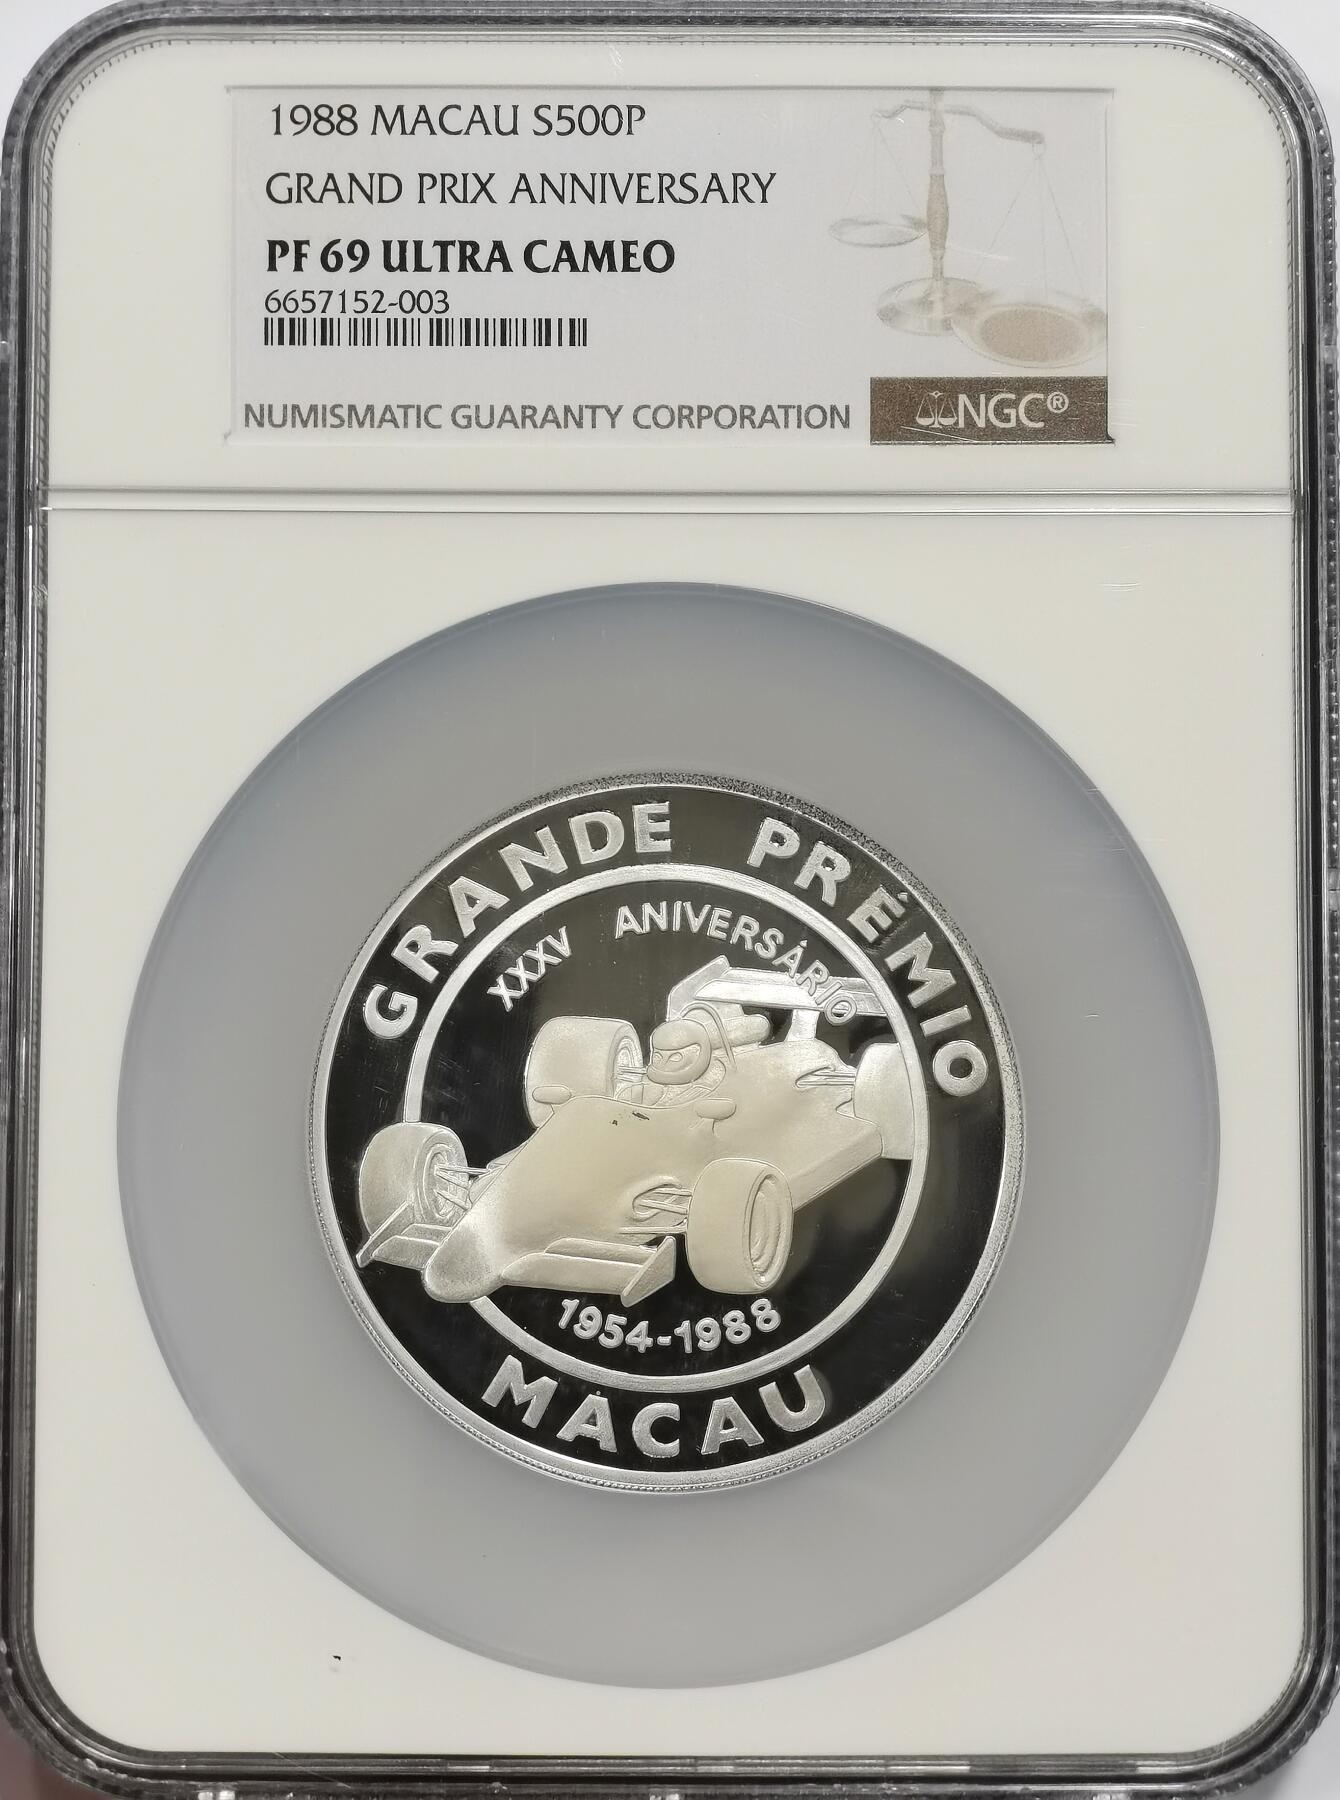 1988 MACAU S500P
GRAND PRIX ANNIVERSARY
PF 69 ULTRA CAMEO
6657152-003
NUMISMATIC GUARANTY CORPORATION
NGC®
GRANDE PRÉMIO
XXXV ANIVERSÁRIO
1954-1988
MACAU